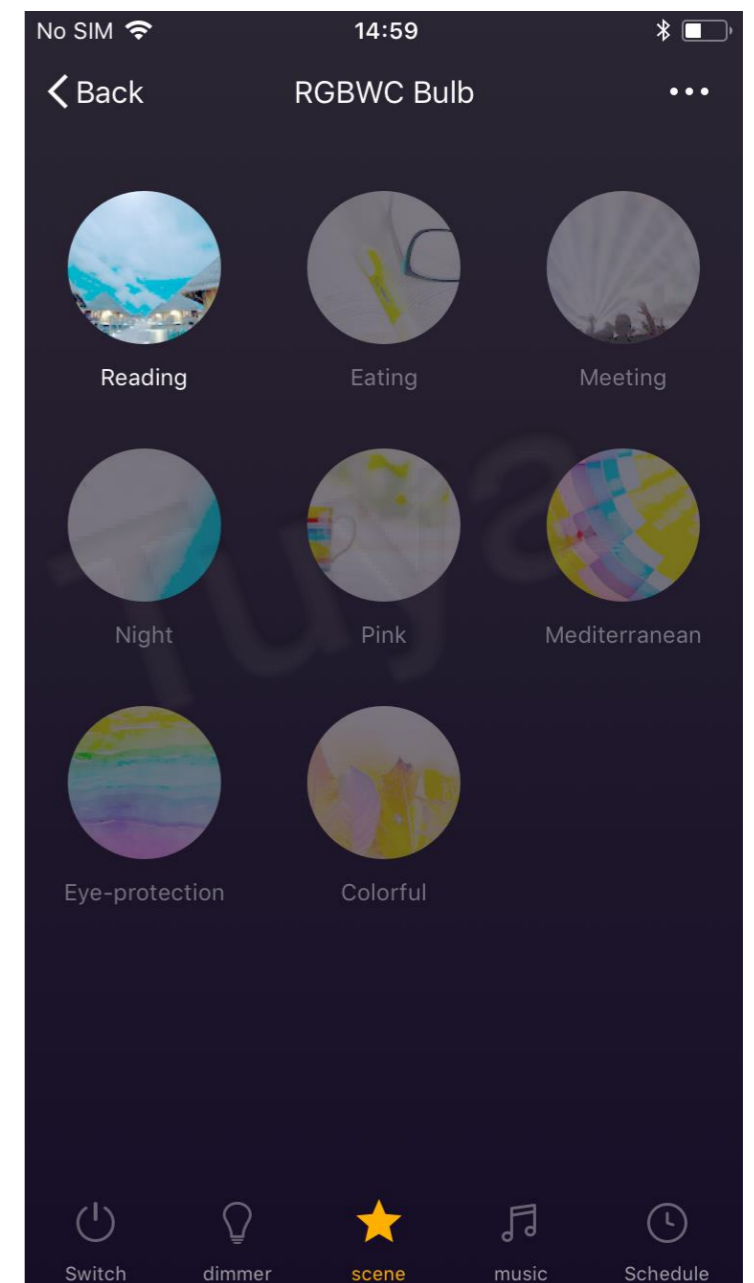 No SIM 14:59
Back RGBWC Bulb
Reading Eating Meeting
Night Pink Mediterranean
Eye-protection Colorful
Switch dimmer scene music Schedule
Tuya